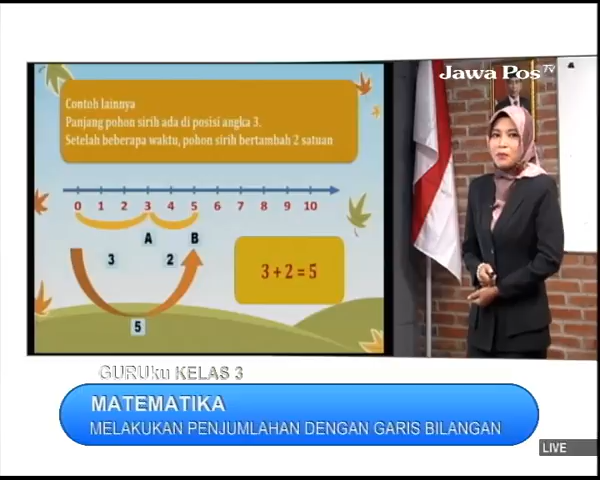 Jawa Pos TV
Contoh lainnya
Panjang pohon sirih ada di posisi angka 3.
Setelah beberapa waktu, pohon sirih bertambah 2 satuan
0 1 2 3 4 5 6 7 8 9 10
A B
3 2
5
3 + 2 = 5
GURUku KELAS 3
MATEMATIKA
MELAKUKAN PENJUMLAHAN DENGAN GARIS BILANGAN
LIVE